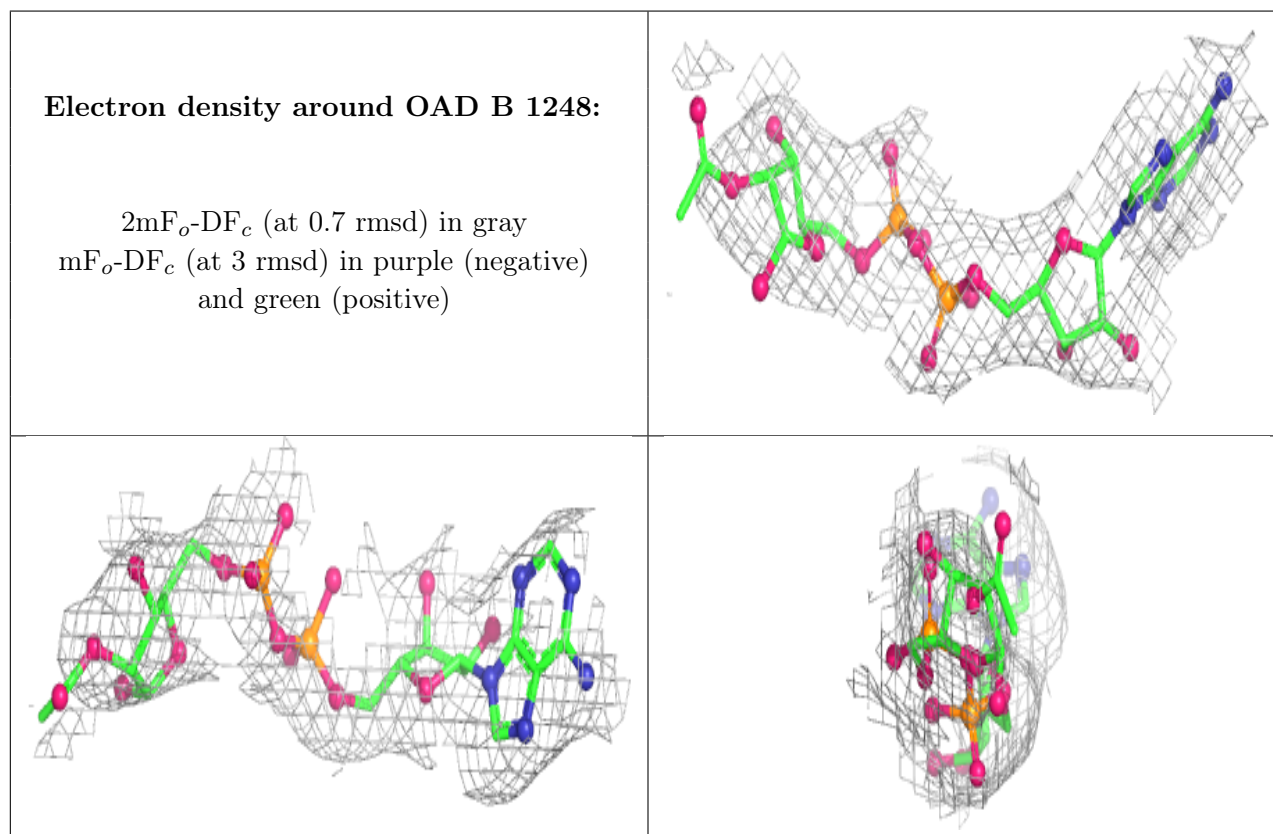 Electron density around OAD B 1248:
2mFₒ-DF𝑐 (at 0.7 rmsd) in gray
mFₒ-DF𝑐 (at 3 rmsd) in purple (negative)
and green (positive)